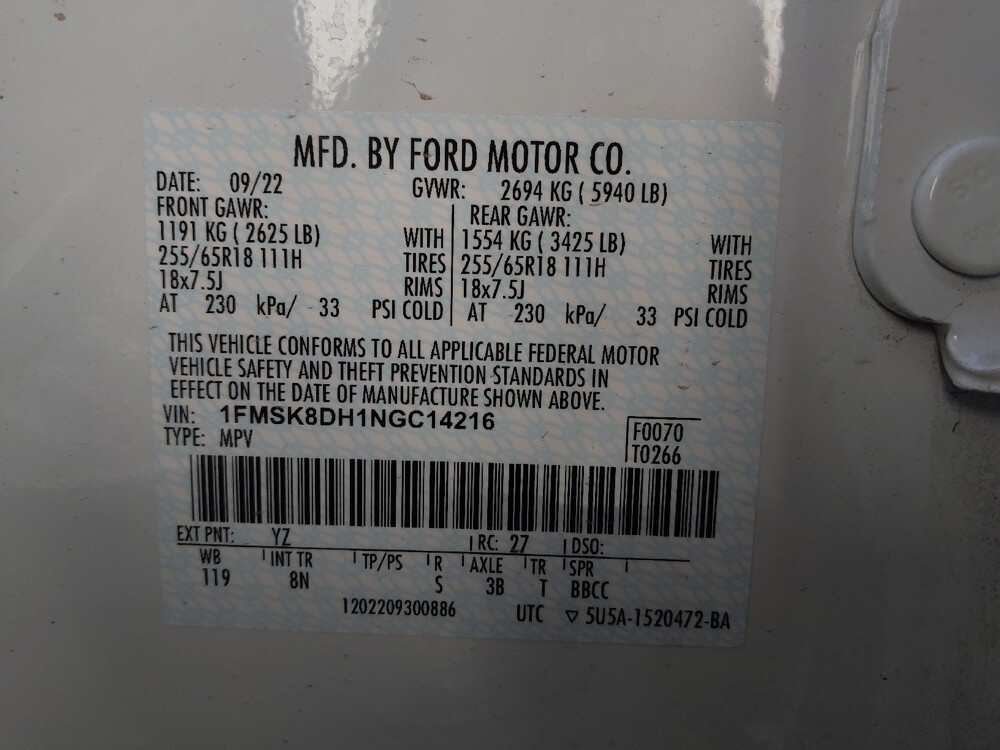 MFD. BY FORD MOTOR CO.
DATE: 09/22 GVWR: 2694 KG ( 5940 LB)
FRONT GAWR: REAR GAWR:
1191 KG ( 2625 LB) WITH 1554 KG ( 3425 LB) WITH
255/65R18 111H TIRES 255/65R18 111H TIRES
18x7.5J RIMS 18x7.5J RIMS
AT 230 kPa/ 33 PSI COLD AT 230 kPa/ 33 PSI COLD
THIS VEHICLE CONFORMS TO ALL APPLICABLE FEDERAL MOTOR
VEHICLE SAFETY AND THEFT PREVENTION STANDARDS IN
EFFECT ON THE DATE OF MANUFACTURE SHOWN ABOVE.
VIN: 1FMSK8DH1NGC14216
TYPE: MPV
F0070
T0266
EXT PNT: YZ RC: 27 DSO:
WB INT TR TP/PS R AXLE TR SPR
119 8N S 3B T BBCC
1202209300886 UTC ▽ 5U5A-1520472-BA